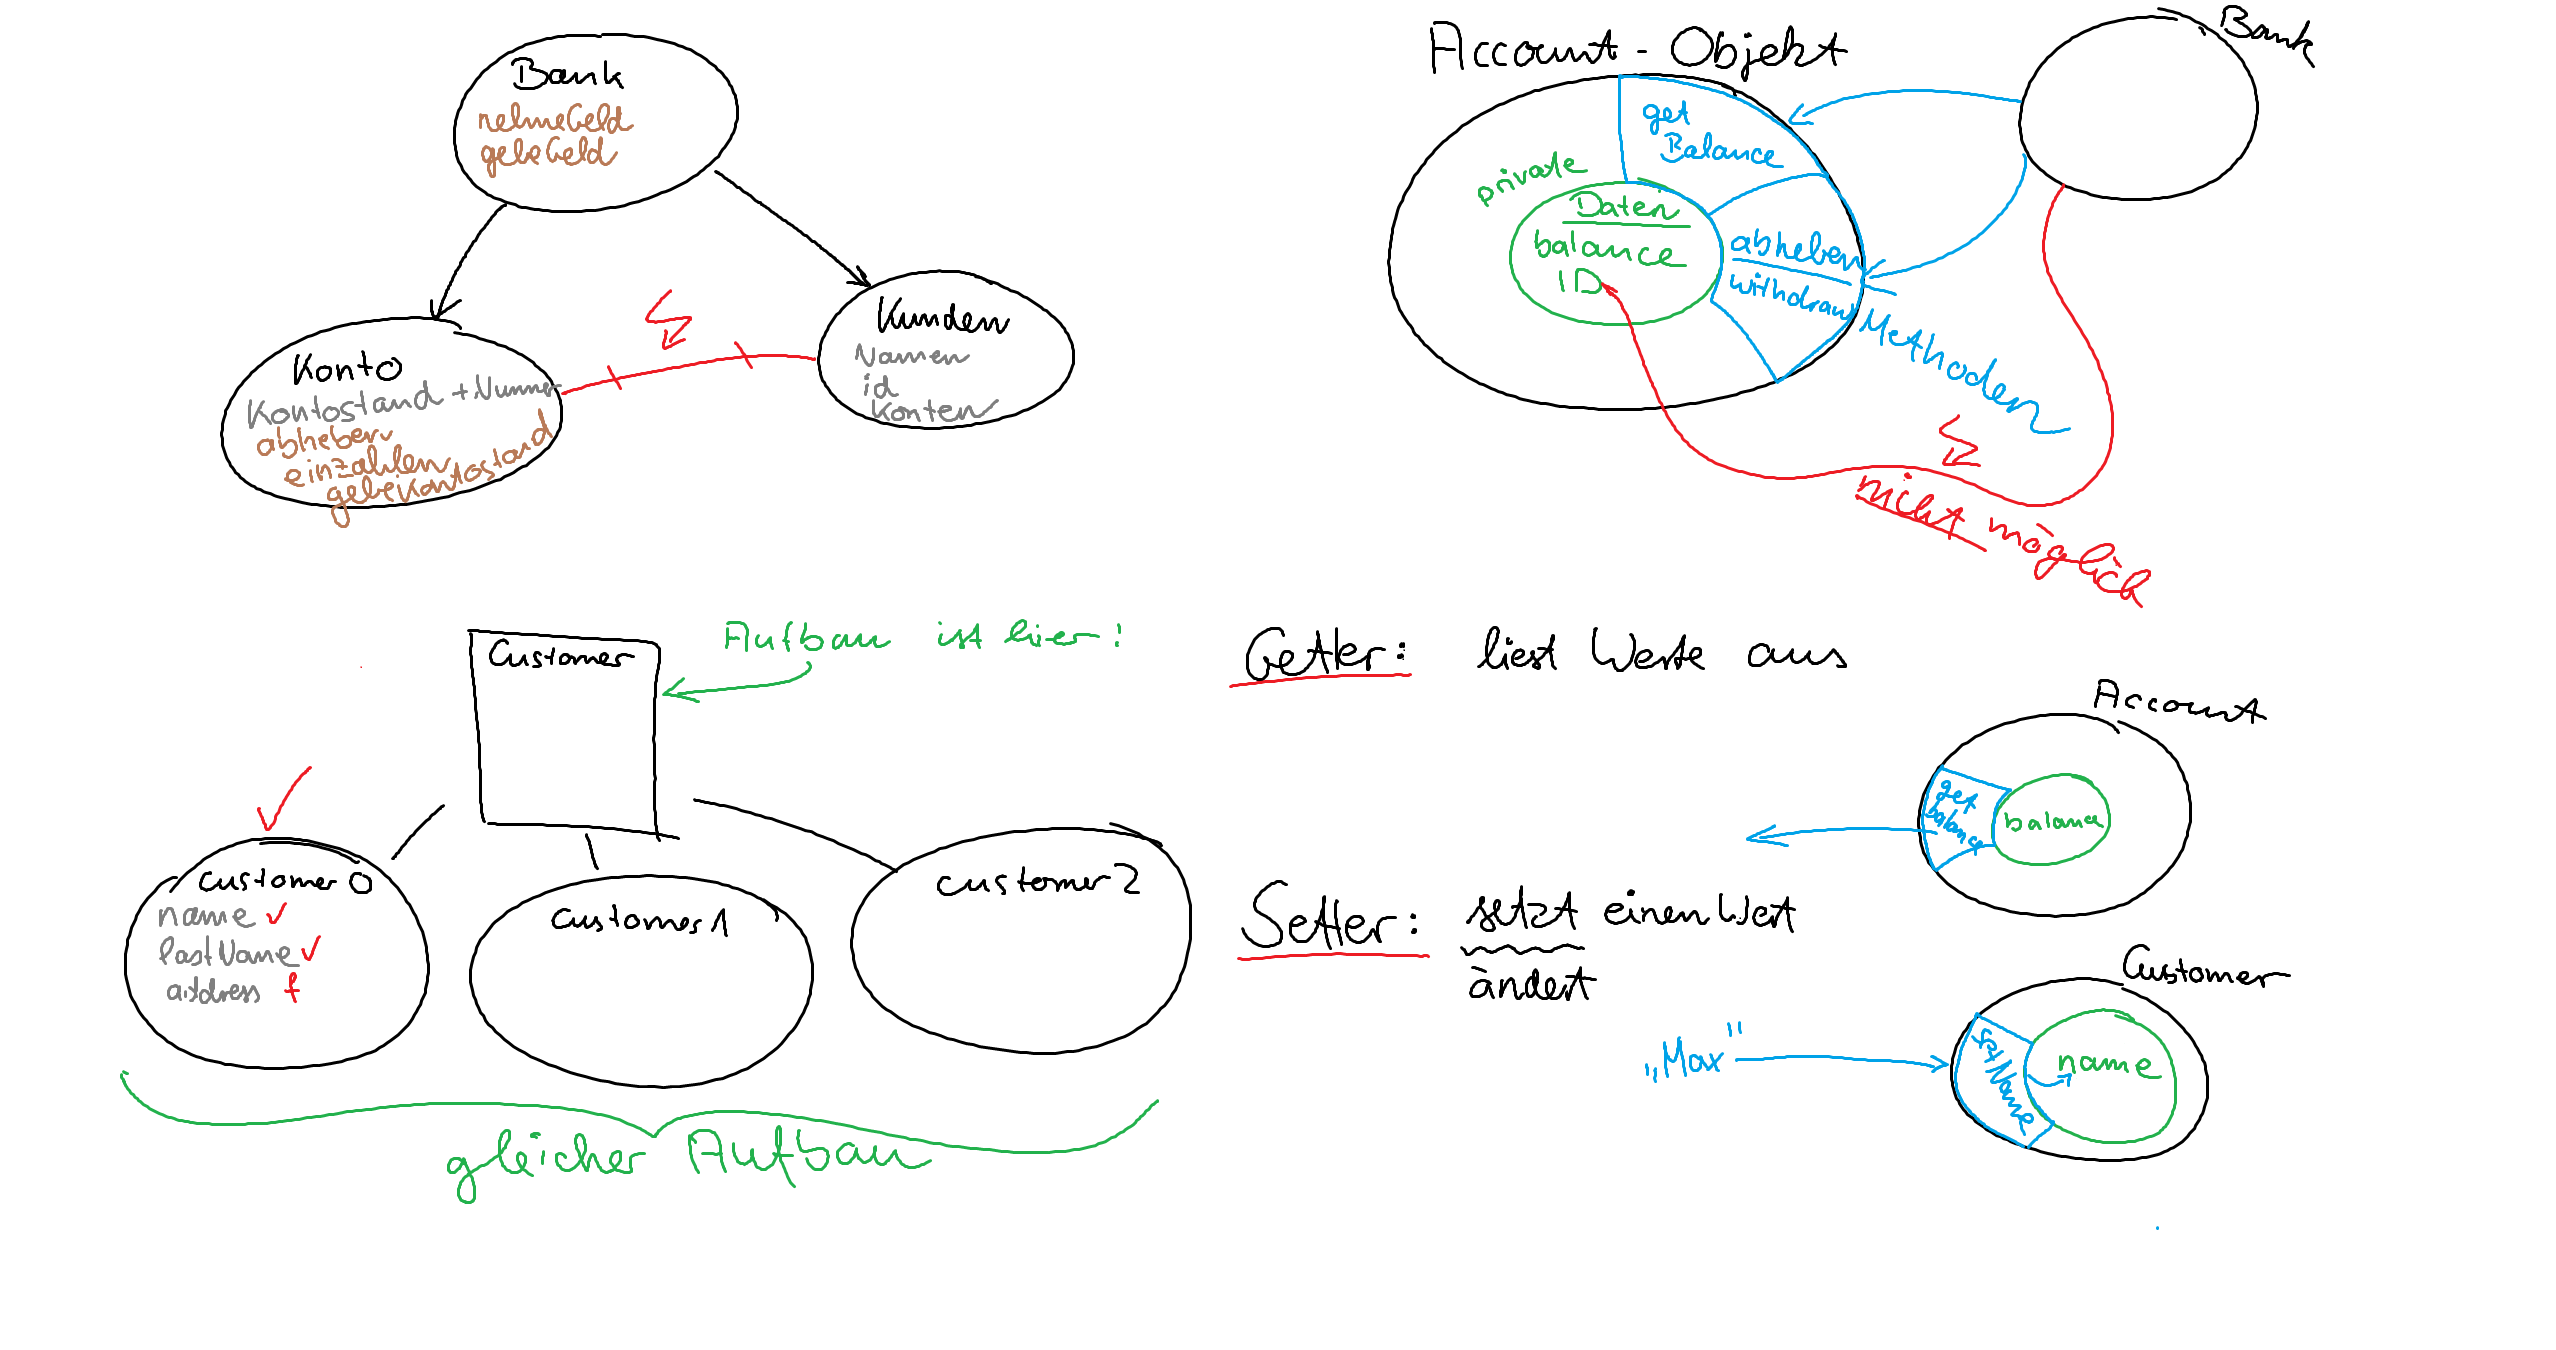 Bank
nehmeGeld
gebeGeld
Konto
Kontostand + Nummer
abheben
einzahlen
gebeKontostand
Kunden
Namen
id
Konten
Account - Objekt
Bank
get
Balance
private
Daten
balance
ID
abheben
withdraw
Methoden
nicht möglich
Customer
Aufbau ist hier!
customer 0
name
lastName
address
customer 1
customer 2
gleicher Aufbau
Getter: liest Werte aus
Account
get
balance
balance
Setter: setzt einen Wert
ändert
Customer
„Max"
setName
name